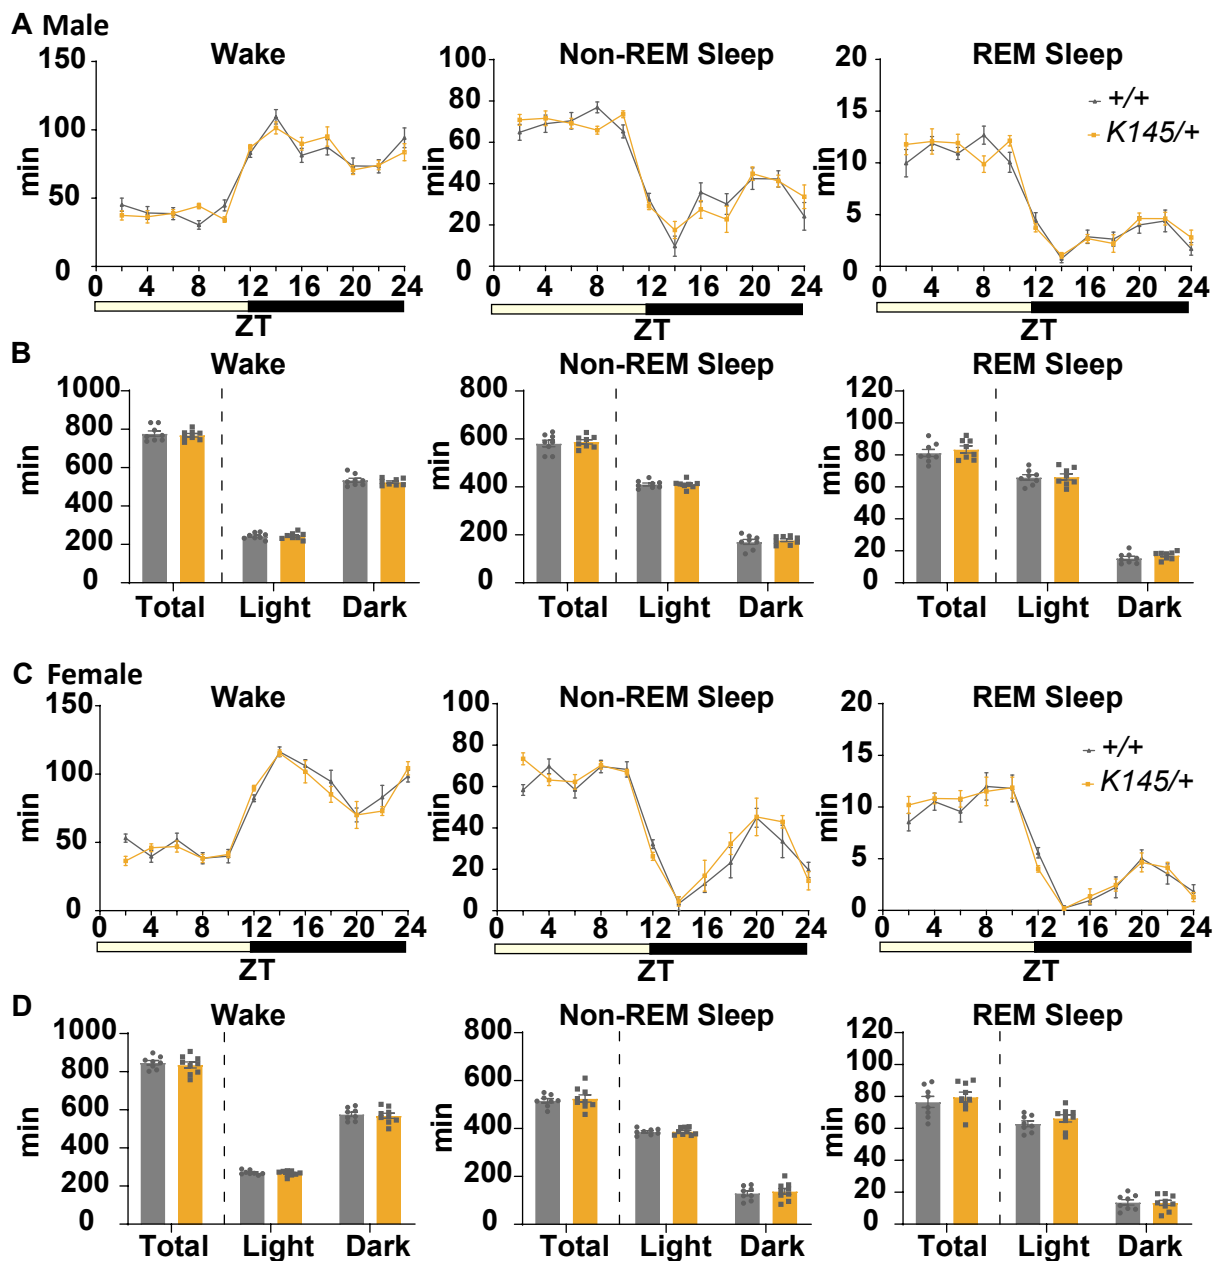 A Male
Wake
Non-REM Sleep
REM Sleep
150
100
50
0
min
0 4 8 12 16 20 24
ZT
100
80
60
40
20
0
min
0 4 8 12 16 20 24
ZT
20
15
10
5
0
min
+/+
K145/+
0 4 8 12 16 20 24
B
Wake
Non-REM Sleep
REM Sleep
1000
800
600
400
200
0
min
Total Light Dark
800
600
400
200
0
min
Total Light Dark
120
100
80
60
40
20
0
min
Total Light Dark
C Female
Wake
Non-REM Sleep
REM Sleep
150
100
50
0
min
0 4 8 12 16 20 24
ZT
100
80
60
40
20
0
min
0 4 8 12 16 20 24
ZT
20
15
10
5
0
min
+/+
K145/+
0 4 8 12 16 20 24
D
Wake
Non-REM Sleep
REM Sleep
1000
800
600
400
200
0
min
Total Light Dark
800
600
400
200
0
min
Total Light Dark
120
100
80
60
40
20
0
min
Total Light Dark